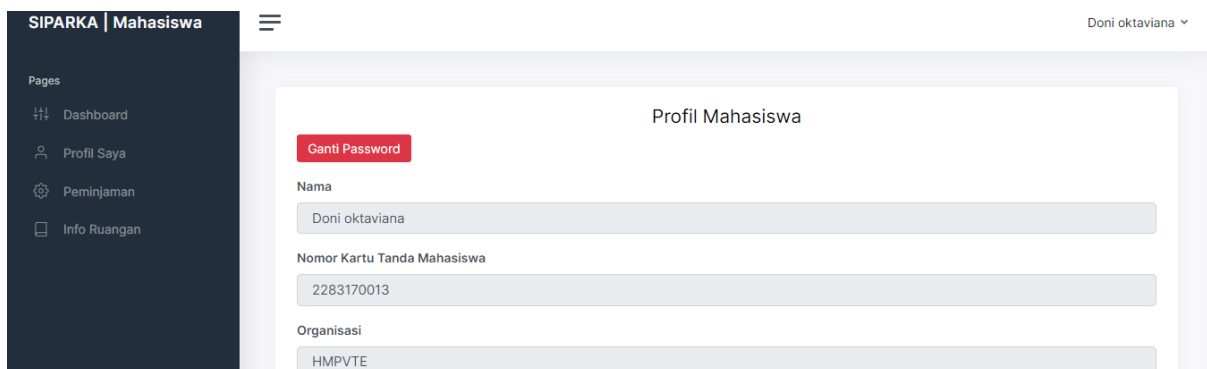 SIPARKA | Mahasiswa
Doni oktaviana
Pages
Dashboard
Profil Saya
Peminjaman
Info Ruangan
Profil Mahasiswa
Ganti Password
Nama
Doni oktaviana
Nomor Kartu Tanda Mahasiswa
2283170013
Organisasi
HMPVTE